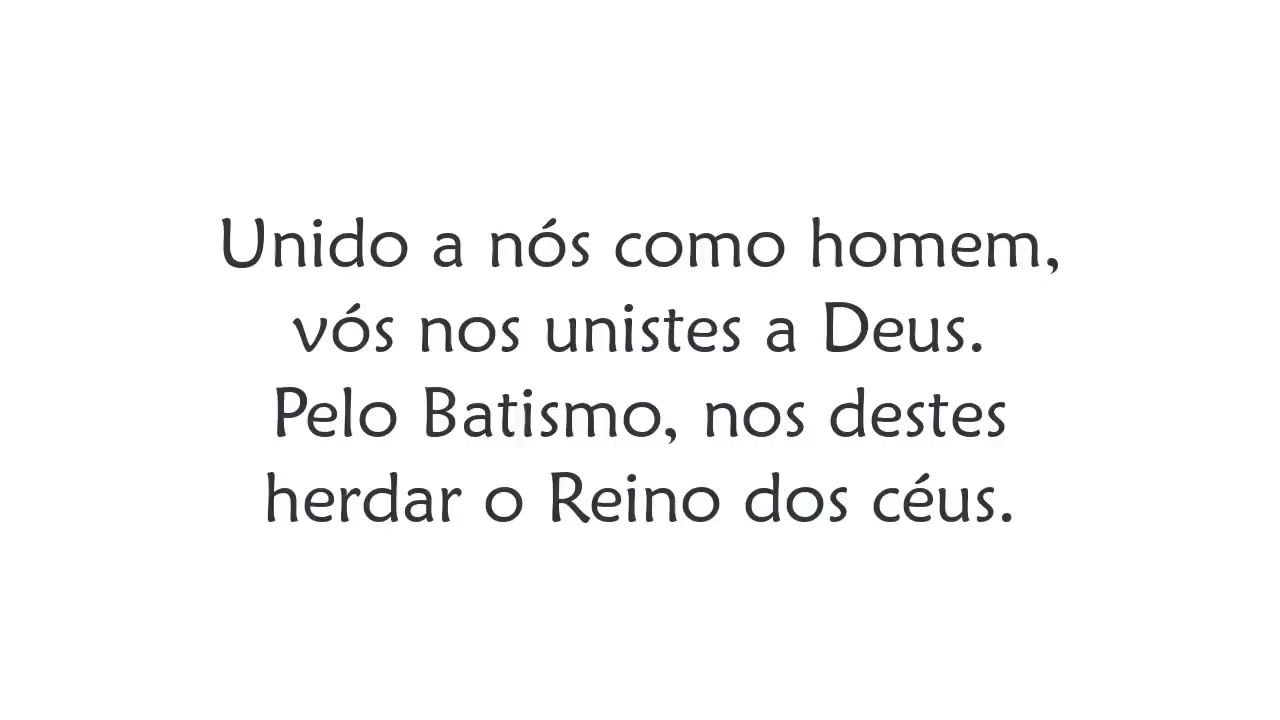 Unido a nós como homem,
vós nos unistes a Deus.
Pelo Batismo, nos destes
herdar o Reino dos céus.